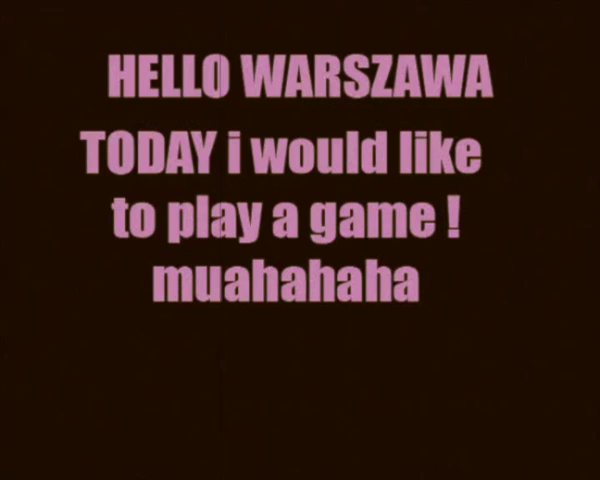 HELLO WARSZAWA
TODAY i would like
to play a game !
muahahaha